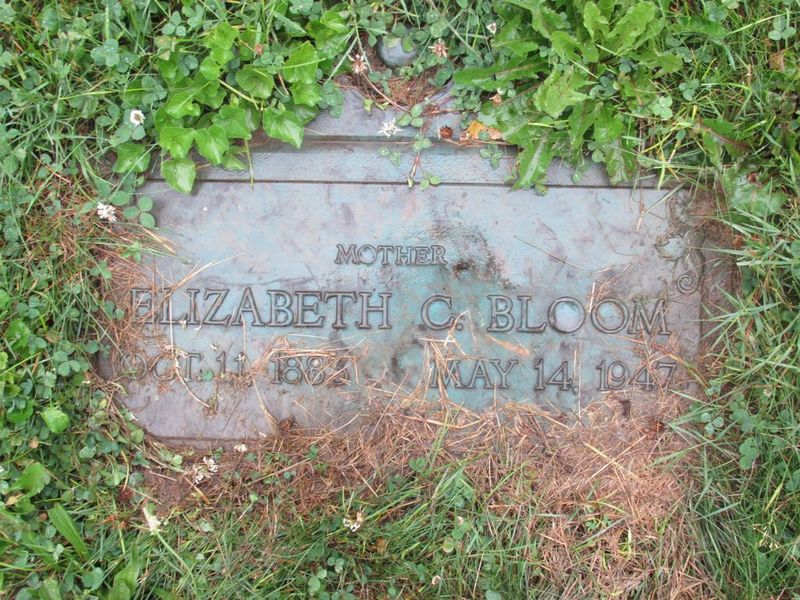 MOTHER
ELIZABETH C. BLOOM
OCT. 11, 1882 MAY 14, 1947